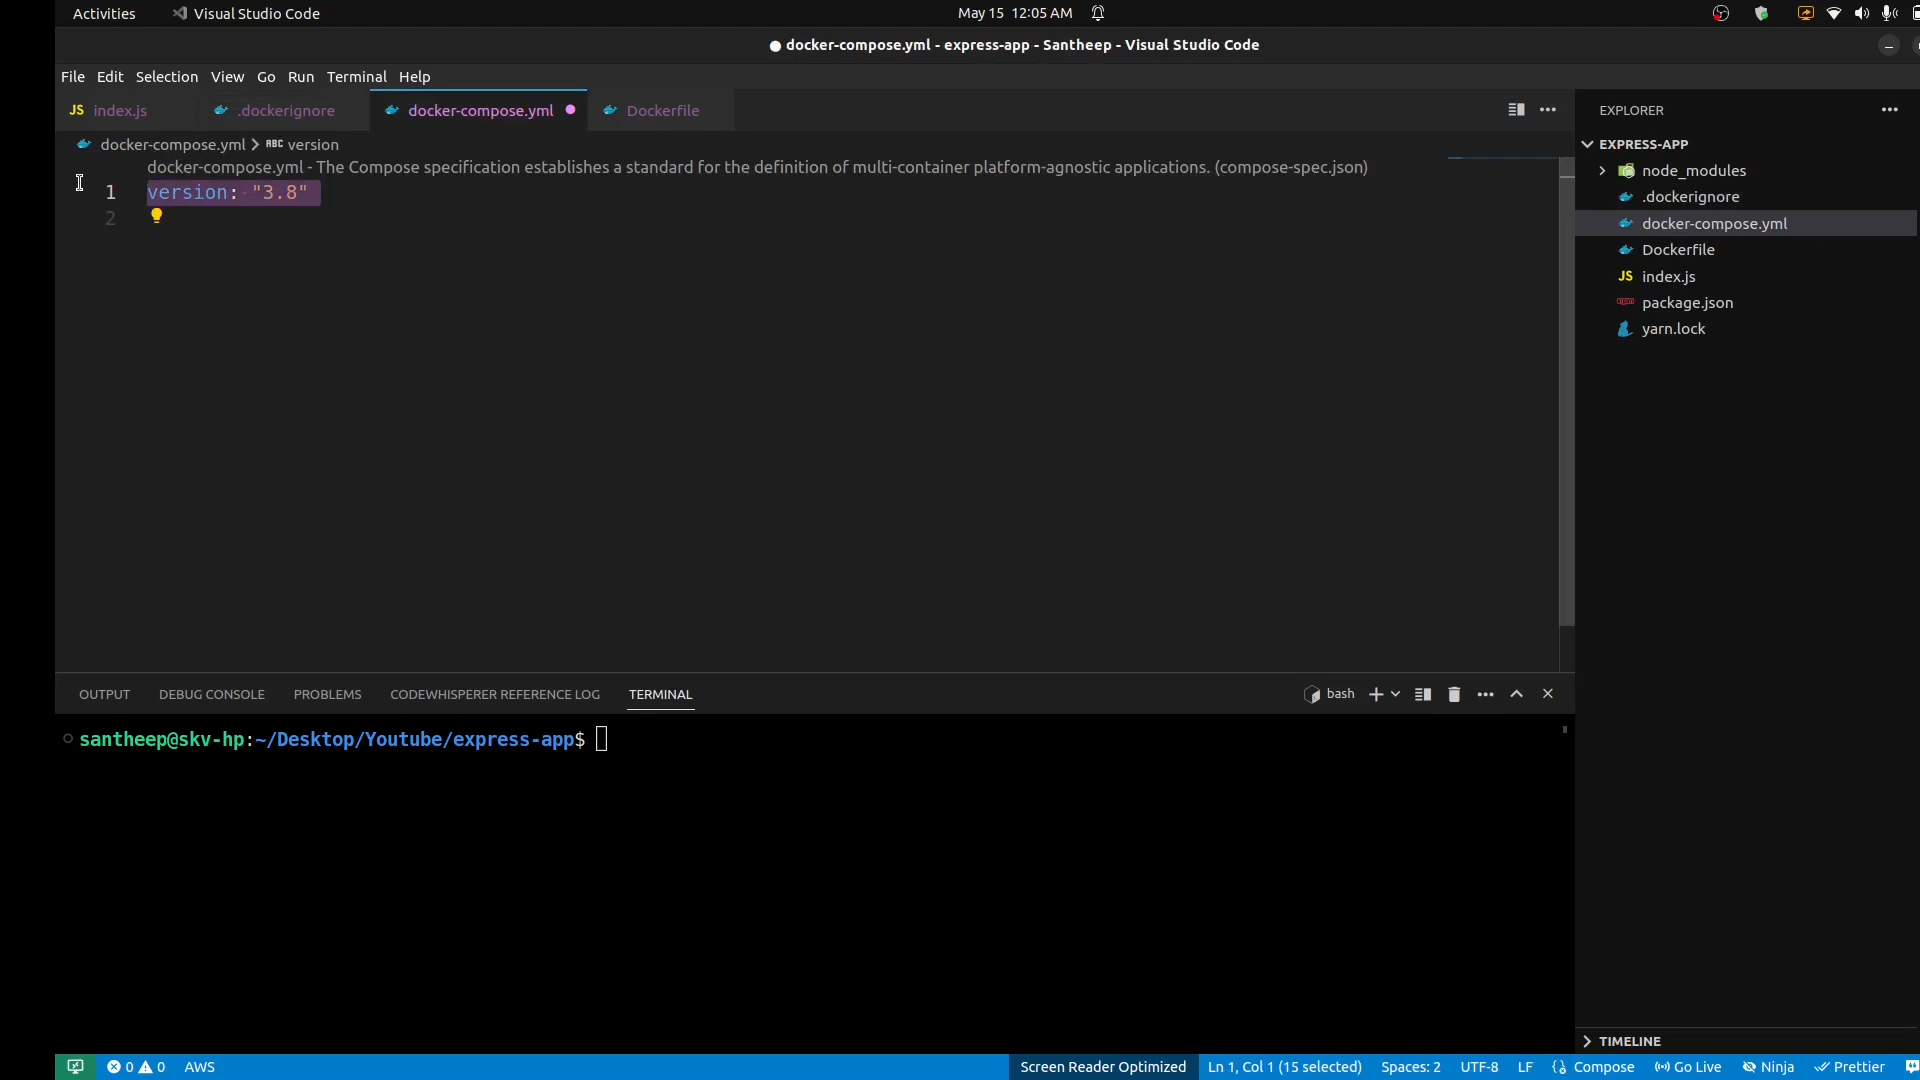 Activities Visual Studio Code May 15 12:05 AM
docker-compose.yml - express-app - Santheep - Visual Studio Code
File Edit Selection View Go Run Terminal Help
JS index.js .dockerignore docker-compose.yml Dockerfile
docker-compose.yml > ABC version
docker-compose.yml - The Compose specification establishes a standard for the definition of multi-container platform-agnostic applications. (compose-spec.json)
1 version: "3.8"
2
EXPLORER
EXPRESS-APP
node_modules
.dockerignore
docker-compose.yml
Dockerfile
JS index.js
package.json
yarn.lock
OUTPUT DEBUG CONSOLE PROBLEMS CODEWHISPERER REFERENCE LOG TERMINAL bash
santheep@skv-hp:~/Desktop/Youtube/express-app$
TIMELINE
0 0 AWS Screen Reader Optimized Ln 1, Col 1 (15 selected) Spaces: 2 UTF-8 LF Compose Go Live Ninja Prettier